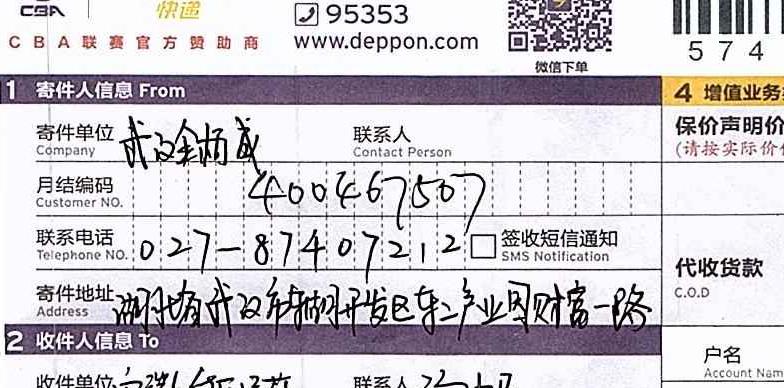 CBA 快递 95353
CBA联赛官方赞助商 www.deppon.com
微信下单
574
1 寄件人信息 From
4 增值业务
寄件单位 武汉金杨威 联系人
Company Contact Person
保价声明价
(请按实际价
月结编码 400467507
Customer NO.
联系电话 027-87407212 签收短信通知
Telephone NO. SMS Notification
代收货款
C.O.D
寄件地址 湖北省武汉市东湖开发区东二产业园财富一路
Address
2 收件人信息 To
户名
Account Nam
收件单位 联系人